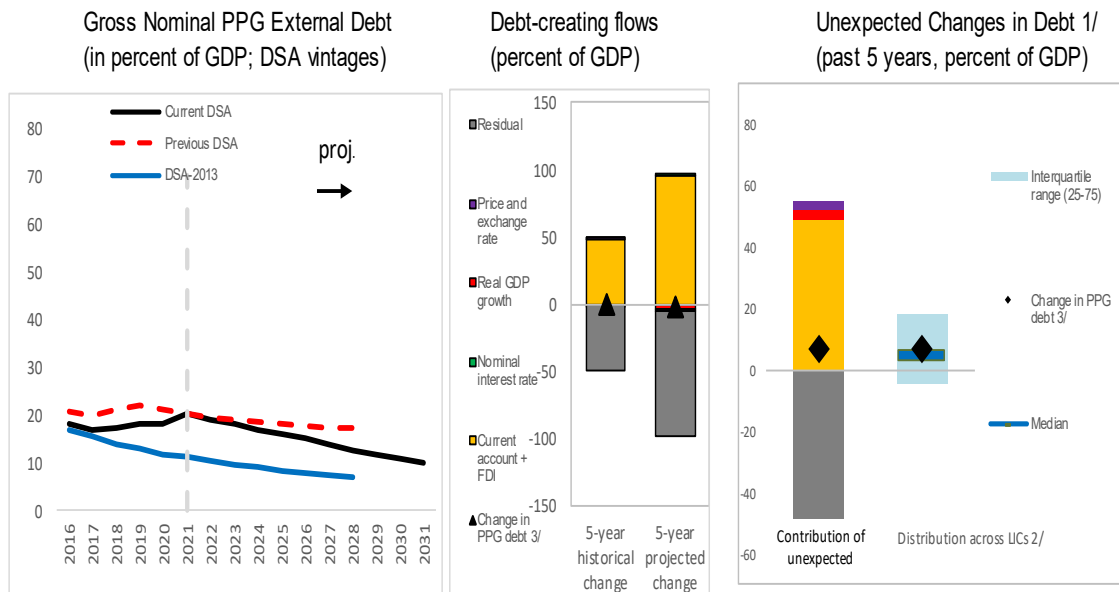 Gross Nominal PPG External Debt
(in percent of GDP; DSA vintages)
Current DSA
Previous DSA
DSA-2013
proj.
80
70
60
50
40
30
20
10
0
2016
2017
2018
2019
2020
2021
2022
2023
2024
2025
2026
2027
2028
2029
2030
2031
Debt-creating flows
(percent of GDP)
Residual
Price and
exchange
rate
Real GDP
growth
Nominal
interest rate
Current
account +
FDI
Change in
PPG debt 3/
150
100
50
0
-50
-100
-150
5-year
historical
change
5-year
projected
change
Unexpected Changes in Debt 1/
(past 5 years, percent of GDP)
80
60
40
20
0
-20
-40
-60
Interquartile
range (25-75)
Change in PPG
debt 3/
Median
Contribution of
unexpected
Distribution across LICs 2/